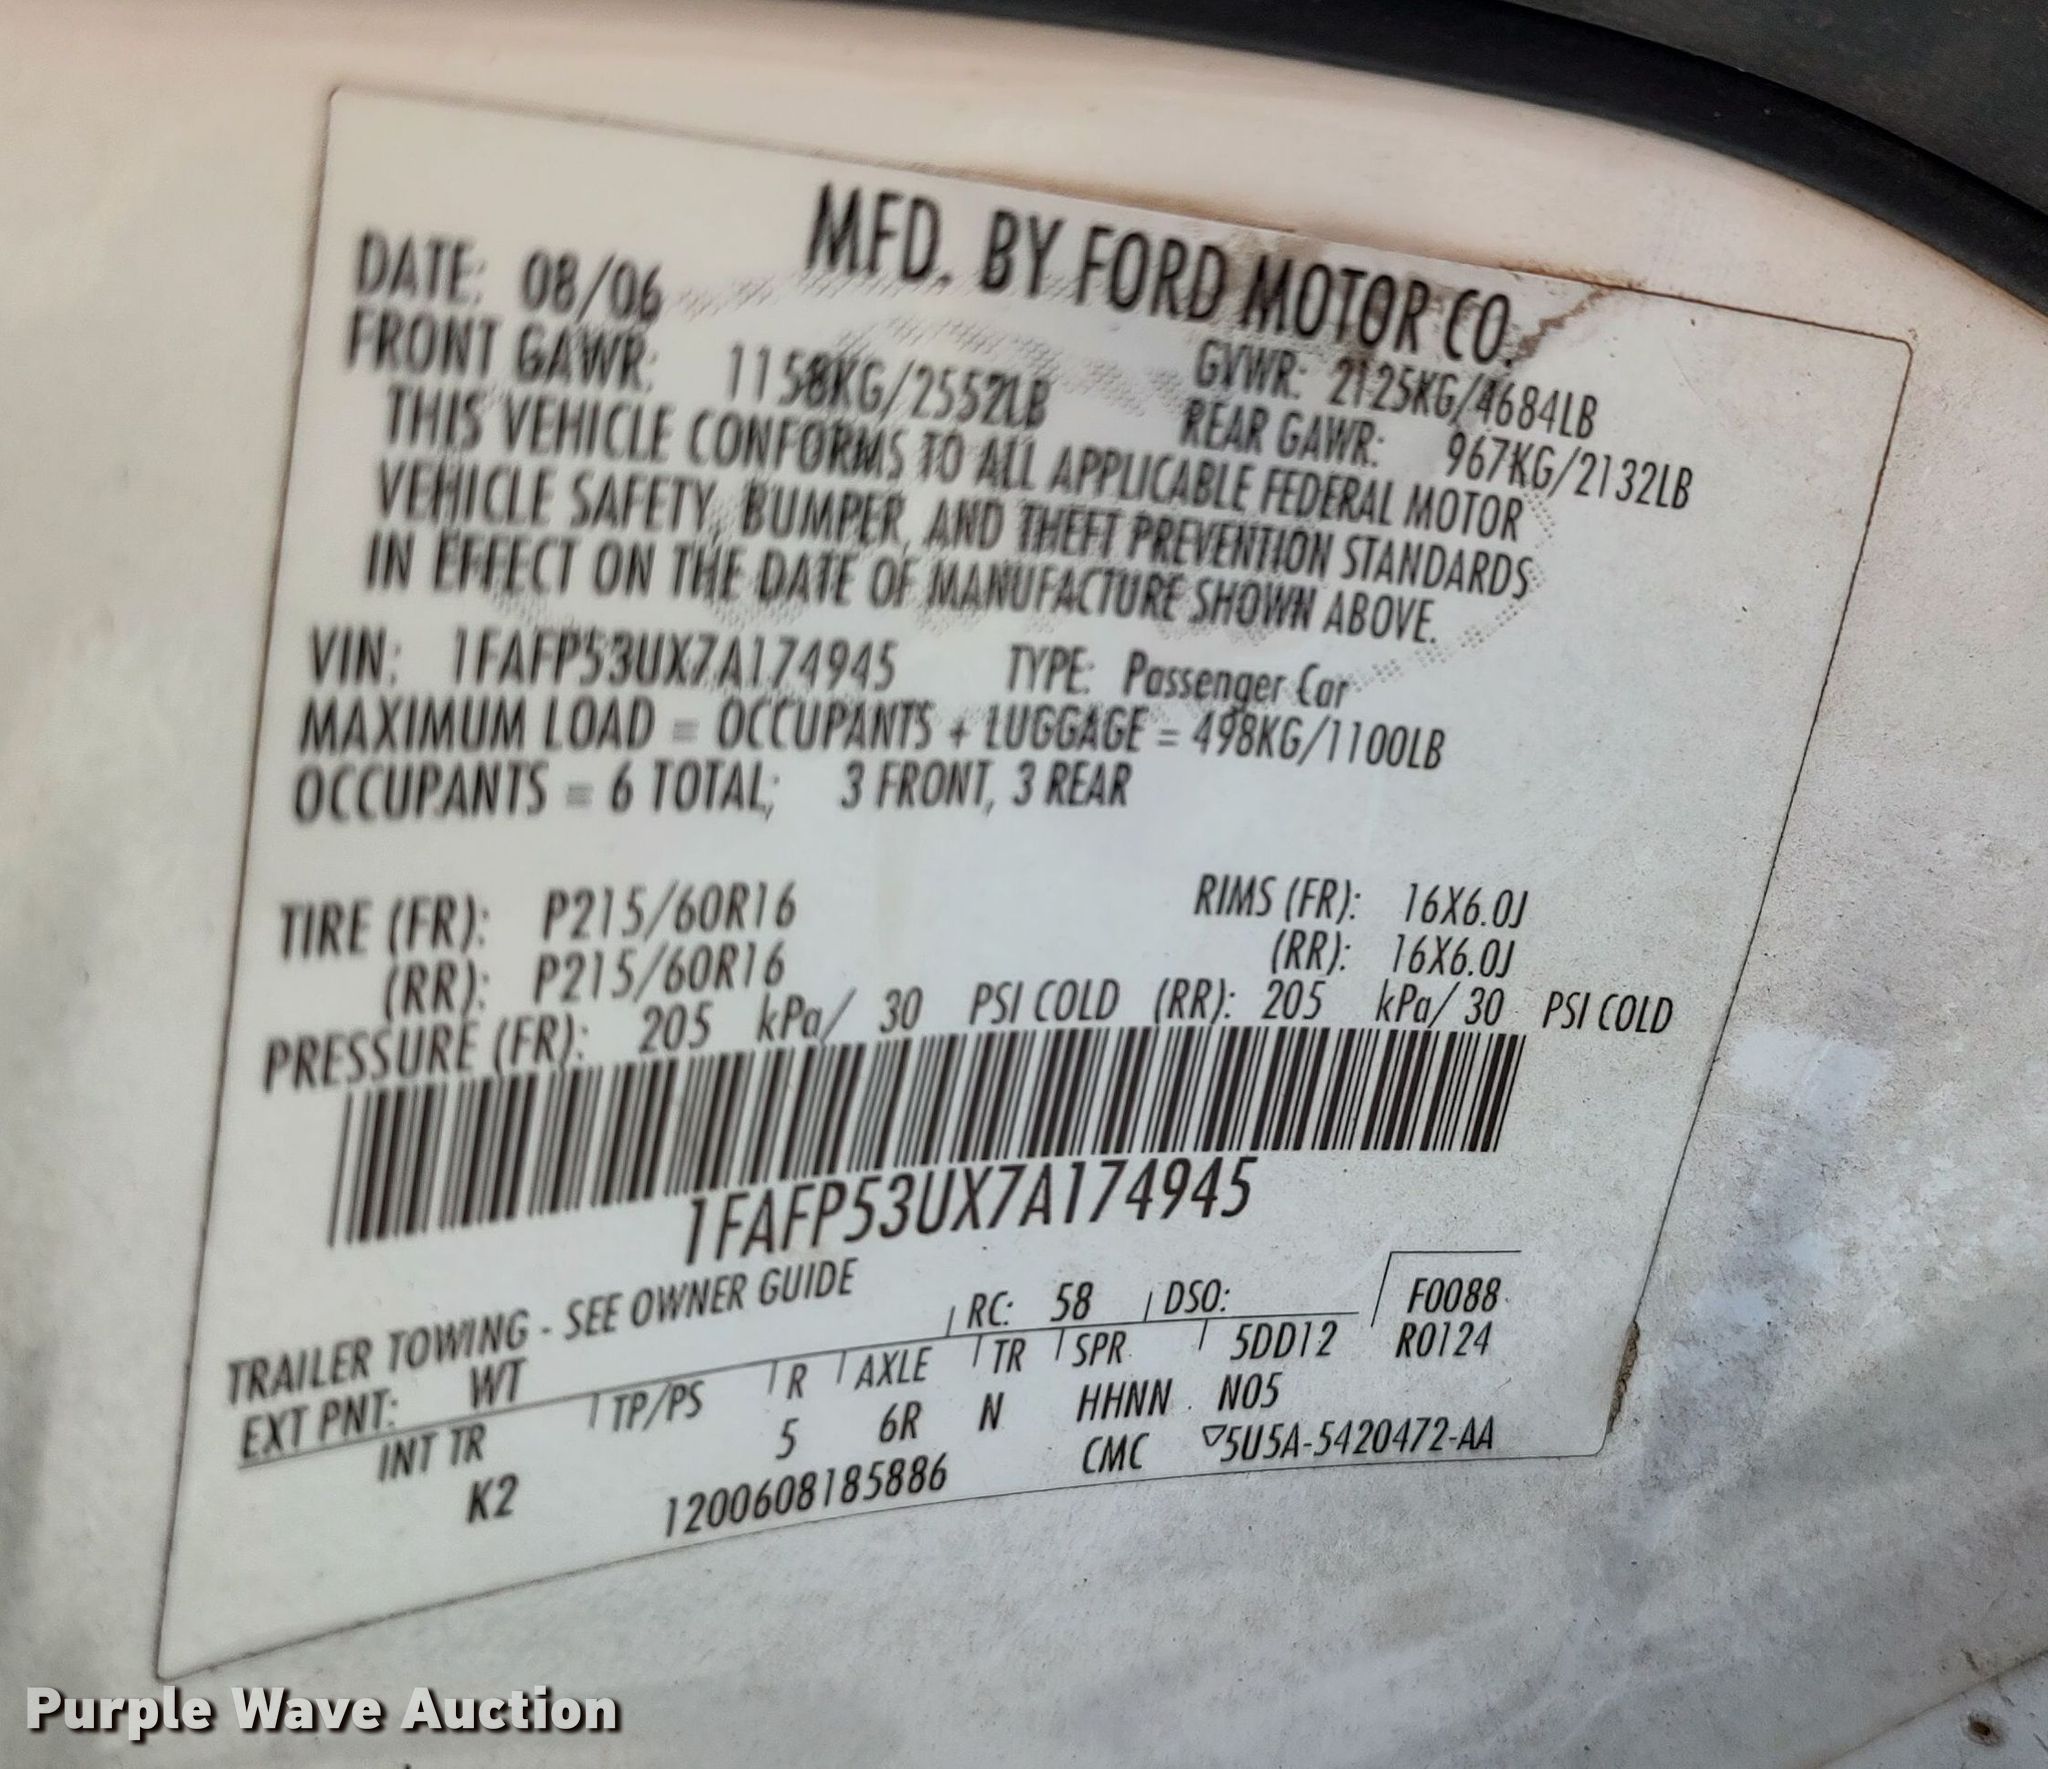 MFD. BY FORD MOTOR CO.
DATE: 08/06 GVWR: 2125KG/4684LB
FRONT GAWR: 1158KG/2552LB REAR GAWR: 967KG/2132LB
THIS VEHICLE CONFORMS TO ALL APPLICABLE FEDERAL MOTOR
VEHICLE SAFETY, BUMPER, AND THEFT PREVENTION STANDARDS
IN EFFECT ON THE DATE OF MANUFACTURE SHOWN ABOVE.
VIN: 1FAFP53UX7A174945 TYPE: Passenger Car
MAXIMUM LOAD = OCCUPANTS + LUGGAGE = 498KG/1100LB
OCCUPANTS = 6 TOTAL; 3 FRONT, 3 REAR
TIRE (FR): P215/60R16 RIMS (FR): 16X6.0J
(RR): P215/60R16 (RR): 16X6.0J
PRESSURE (FR): 205 kPa/ 30 PSI COLD (RR): 205 kPa/ 30 PSI COLD
1FAFP53UX7A174945
TRAILER TOWING - SEE OWNER GUIDE
EXT PNT: WT RC: 58 DSO: F0088
INT TR TP/PS R AXLE TR SPR 5DD12 R0124
K2 5 6R N HHNN N05
1200608185886 CMC ▽5U5A-5420472-AA
Purple Wave Auction